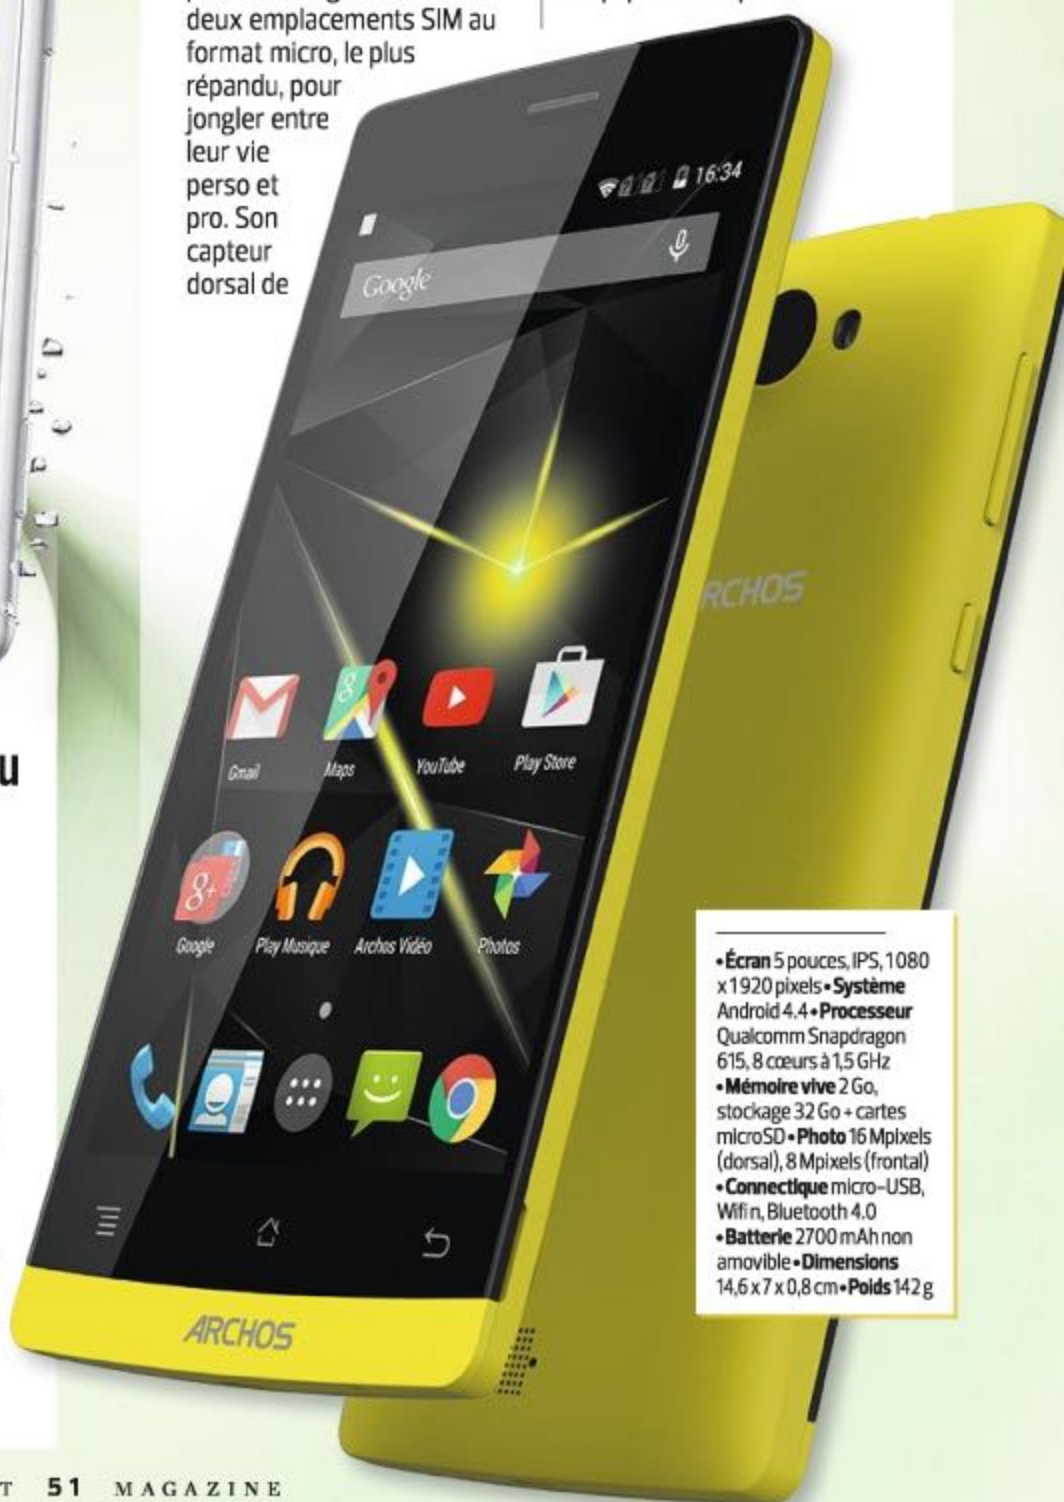 deux emplacements SIM au
format micro, le plus
répandu, pour
jongler entre
leur vie
perso et
pro. Son
capteur
dorsal de
16:34
Google
RCHOS
Gmail
Maps
YouTube
Play Store
8+
Google
Play Musique
Archos Vidéo
Photos
ARCHOS
u
•Écran 5 pouces, IPS, 1080
x 1920 pixels •Système
Android 4.4 •Processeur
Qualcomm Snapdragon
615, 8 cœurs à 1,5 GHz
•Mémoire vive 2 Go,
stockage 32 Go + cartes
microSD •Photo 16 Mpixels
(dorsal), 8 Mpixels (frontal)
•Connectique micro-USB,
Wifi n, Bluetooth 4.0
•Batterie 2700 mAh non
amovible •Dimensions
14,6 x 7 x 0,8 cm •Poids 142 g
T 51 MAGAZINE